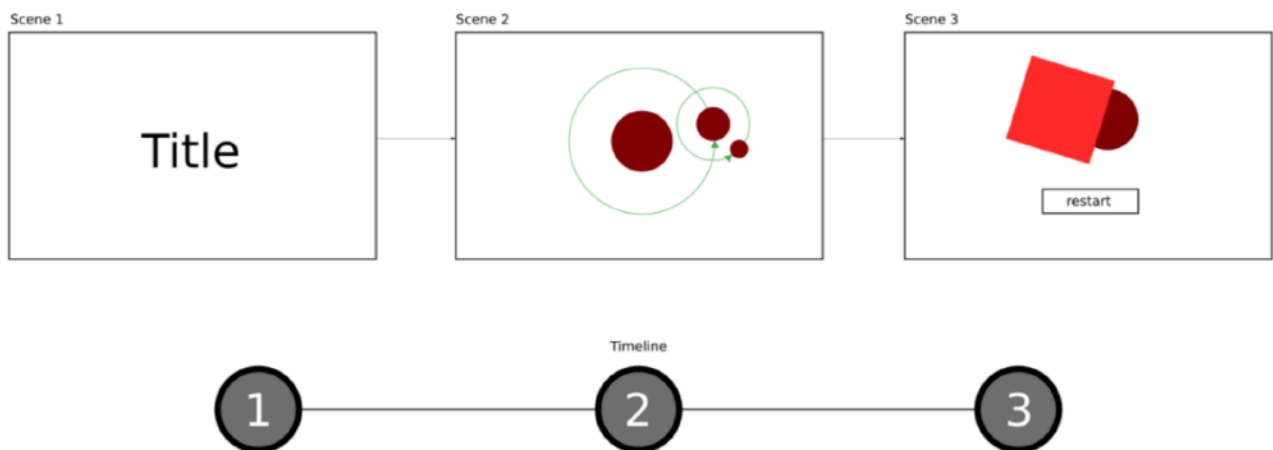 Scene 1
Scene 2
Scene 3
Title
restart
Timeline
1
2
3